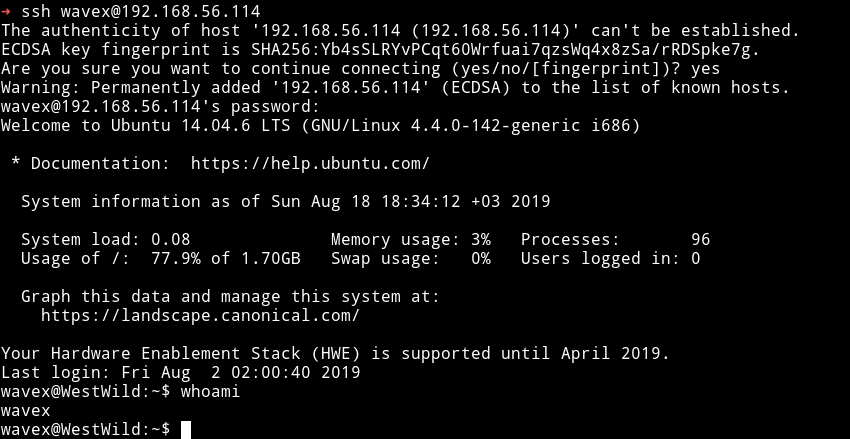 → ssh wavex@192.168.56.114
The authenticity of host '192.168.56.114 (192.168.56.114)' can't be established.
ECDSA key fingerprint is SHA256:Yb4sSLRYvPCqt6OWrfuai7qzsWq4x8zSa/rRDSpke7g.
Are you sure you want to continue connecting (yes/no/[fingerprint])? yes
Warning: Permanently added '192.168.56.114' (ECDSA) to the list of known hosts.
wavex@192.168.56.114's password:
Welcome to Ubuntu 14.04.6 LTS (GNU/Linux 4.4.0-142-generic i686)

 * Documentation:  https://help.ubuntu.com/

  System information as of Sun Aug 18 18:34:12 +03 2019

  System load: 0.08              Memory usage: 3%   Processes:       96
  Usage of /:  77.9% of 1.70GB   Swap usage:   0%   Users logged in: 0

  Graph this data and manage this system at:
    https://landscape.canonical.com/

Your Hardware Enablement Stack (HWE) is supported until April 2019.
Last login: Fri Aug  2 02:00:40 2019
wavex@WestWild:~$ whoami
wavex
wavex@WestWild:~$